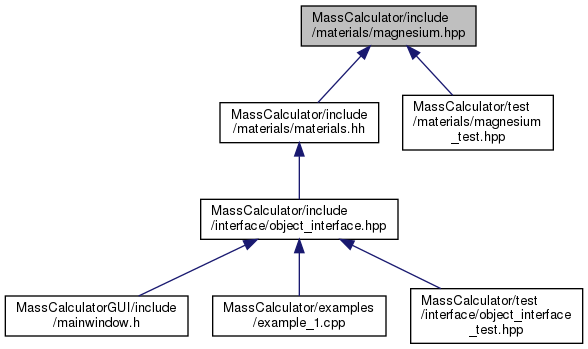 MassCalculator/include
/materials/magnesium.hpp
MassCalculator/include
/materials/materials.hh
MassCalculator/test
/materials/magnesium
_test.hpp
MassCalculator/include
/interface/object_interface.hpp
MassCalculatorGUI/include
/mainwindow.h
MassCalculator/examples
/example_1.cpp
MassCalculator/test
/interface/object_interface
_test.hpp